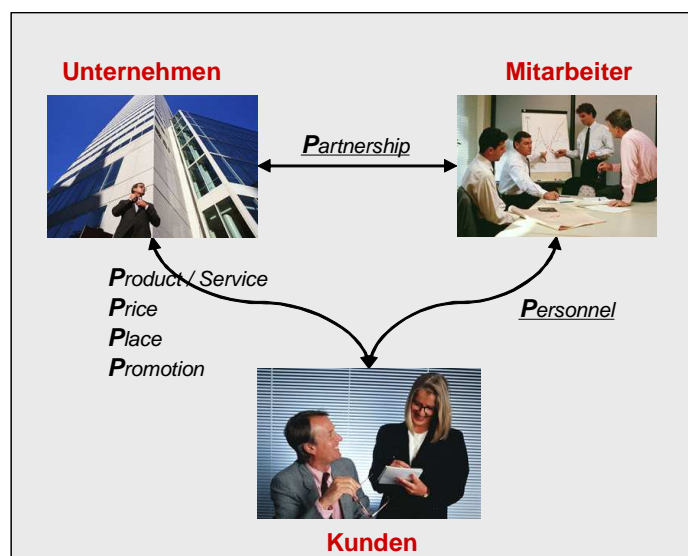 Unternehmen
Mitarbeiter
Partnership
Product / Service
Price
Place
Promotion
Personnel
Kunden